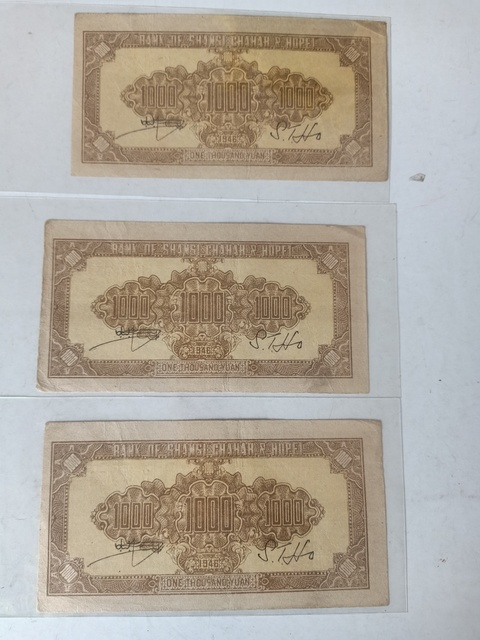 BANK OF SHANSI CHAHAR & HOPEI
1000 1000 1000
S.T.Ho
1946
ONE THOUSAND YUAN
BANK OF SHANSI CHAHAR & HOPEI
1000 1000 1000
S.T.Ho
1946
ONE THOUSAND YUAN
BANK OF SHANSI CHAHAR & HOPEI
1000 1000 1000
S.T.Ho
1946
ONE THOUSAND YUAN